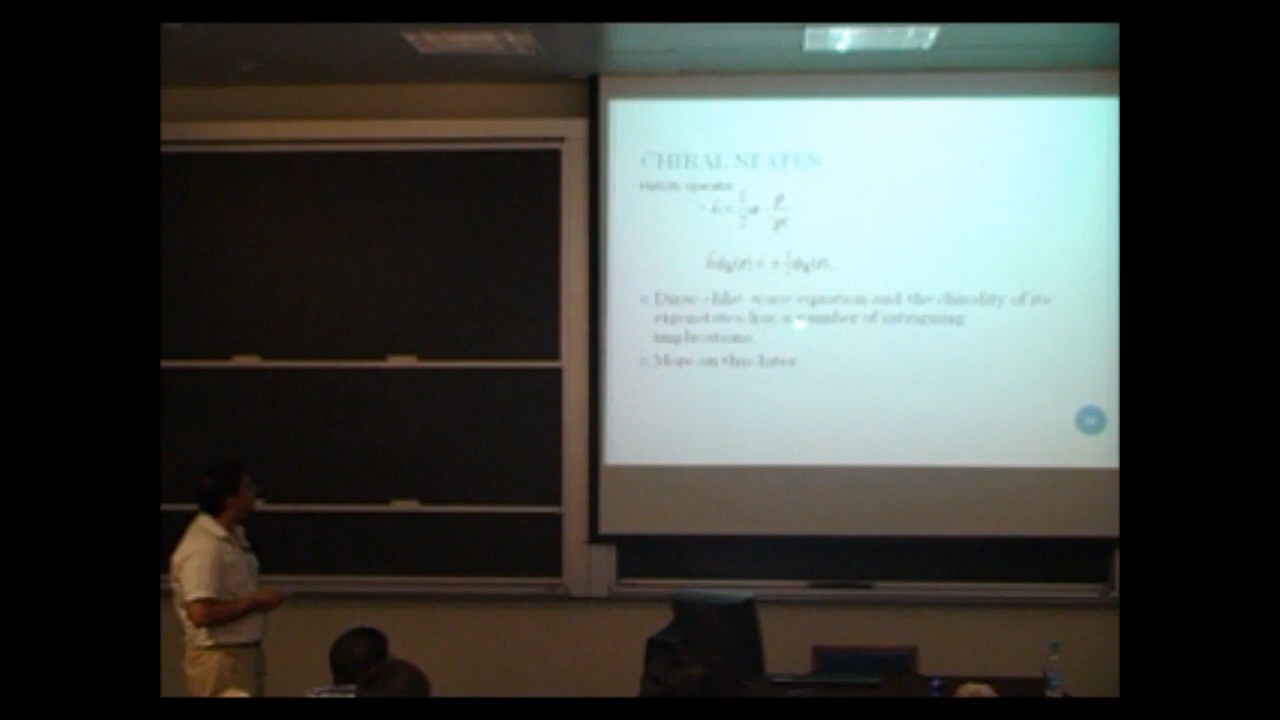 CHIRAL STATES
Helicity operator
Dirac-like wave equation and the chirality of its
eigenstates has a number of intriguing
implications.
More on this later